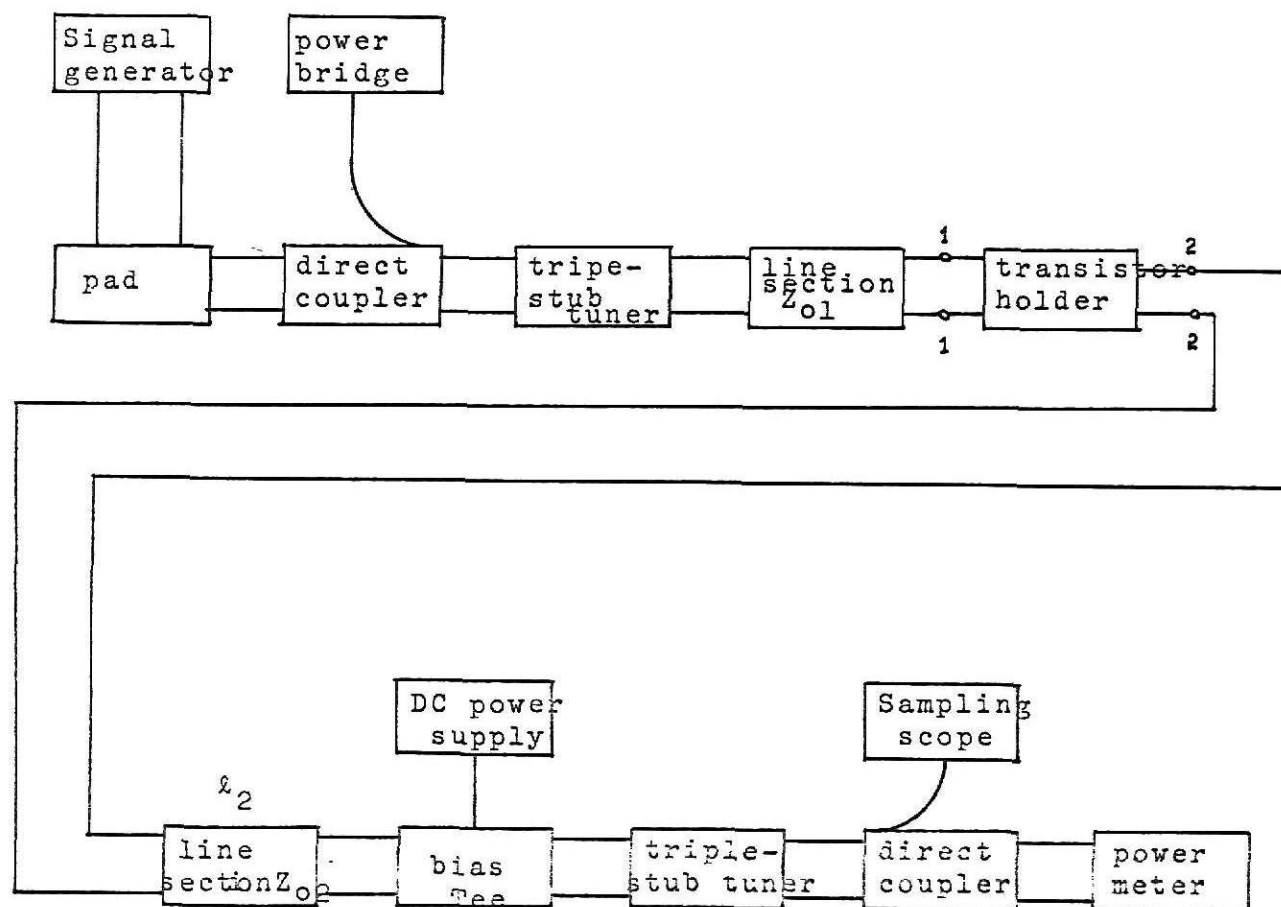 Signal
generator
power
bridge
pad
direct
coupler
tripe-
stub
tuner
line
section
Zo1
1
1
transistor
holder
2
2
DC power
supply
Sampling
scope
ℓ2
line
sectionZo2
bias
Tee
triple-
stub tuner
direct
coupler
power
meter